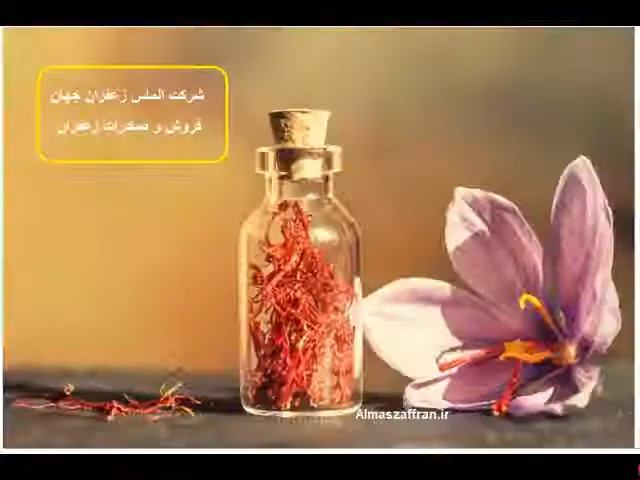 شرکت الماس زعفران جهان
فروش و صادرات زعفران
Almaszaffran.ir